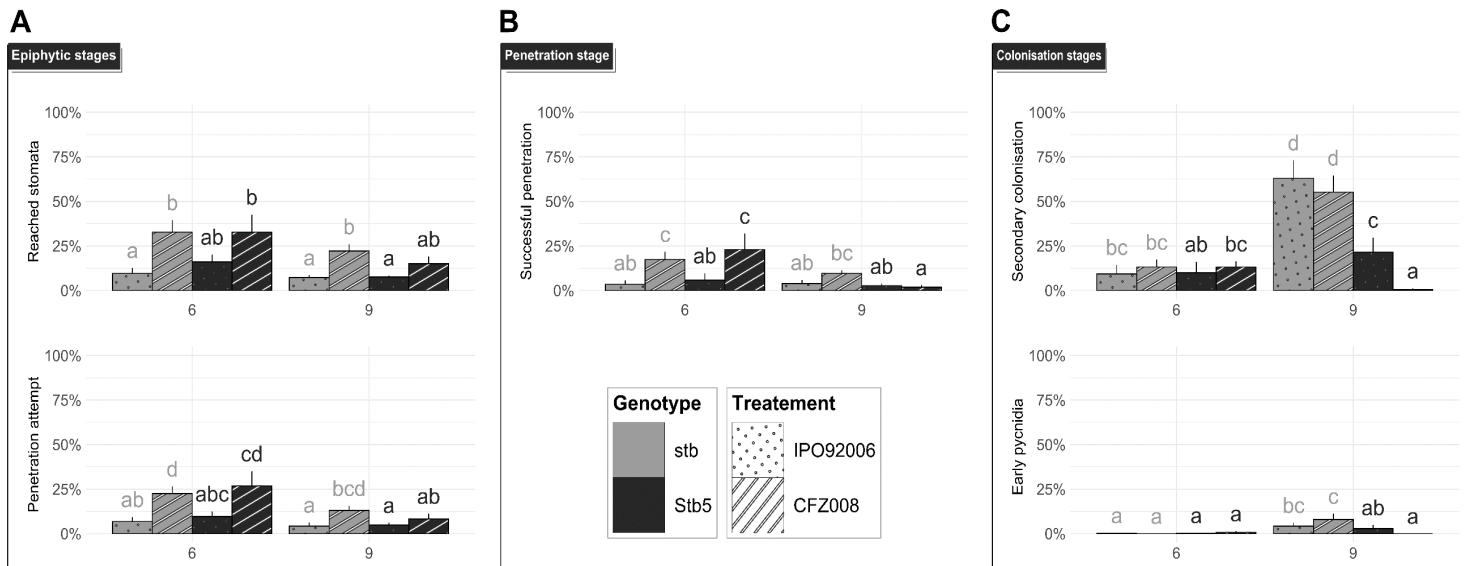 A
Epiphytic stages
Reached stomata
100%
75%
50%
25%
0%
a
b
ab
b
a
b
a
ab
6
9
Penetration attempt
100%
75%
50%
25%
0%
ab
d
abc
cd
a
bcd
a
ab
6
9
B
Penetration stage
Successful penetration
100%
75%
50%
25%
0%
ab
c
ab
c
ab
bc
ab
a
6
9
Genotype
stb
Stb5
Treatement
IPO92006
CFZ008
C
Colonisation stages
Secondary colonisation
100%
75%
50%
25%
0%
bc
bc
ab
bc
d
d
c
a
6
9
Early pycnidia
100%
75%
50%
25%
0%
a
a
a
a
bc
c
ab
a
6
9